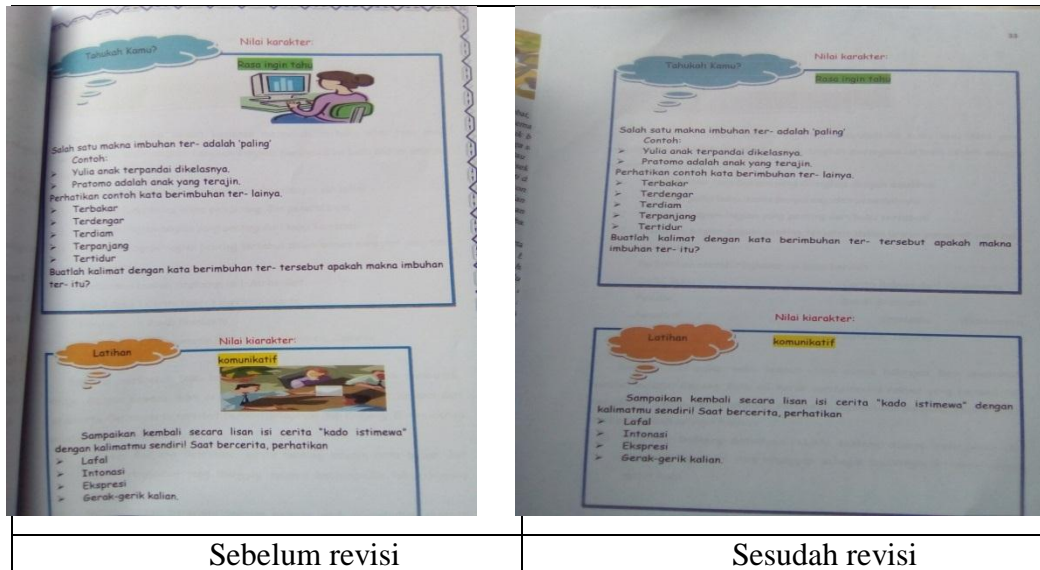 Nilai karakter:
Tahukah Kamu?
Rasa ingin tahu
Salah satu makna imbuhan ter- adalah 'paling'
Contoh:
➢ Yulia anak terpandai dikelasnya.
➢ Pratomo adalah anak yang terajin.
Perhatikan contoh kata berimbuhan ter- lainya.
➢ Terbakar
➢ Terdengar
➢ Terdiam
➢ Terpanjang
➢ Tertidur
Buatlah kalimat dengan kata berimbuhan ter- tersebut apakah makna imbuhan
ter- itu?
Nilai kiarakter:
Latihan
komunikatif
Sampaikan kembali secara lisan isi cerita "kado istimewa"
dengan kalimatmu sendiri! Saat bercerita, perhatikan
➢ Lafal
➢ Intonasi
➢ Ekspresi
➢ Gerak-gerik kalian.
Sebelum revisi
Nilai karakter:
Tahukah Kamu?
Rasa ingin tahu
Salah satu makna imbuhan ter- adalah 'paling'
Contoh:
➢ Yulia anak terpandai dikelasnya.
➢ Pratomo adalah anak yang terajin.
Perhatikan contoh kata berimbuhan ter- lainya.
➢ Terbakar
➢ Terdengar
➢ Terdiam
➢ Terpanjang
➢ Tertidur
Buatlah kalimat dengan kata berimbuhan ter- tersebut apakah makna
imbuhan ter- itu?
Nilai kiarakter:
Latihan
komunikatif
Sampaikan kembali secara lisan isi cerita "kado istimewa" dengan
kalimatmu sendiri! Saat bercerita, perhatikan
➢ Lafal
➢ Intonasi
➢ Ekspresi
➢ Gerak-gerik kalian.
Sesudah revisi